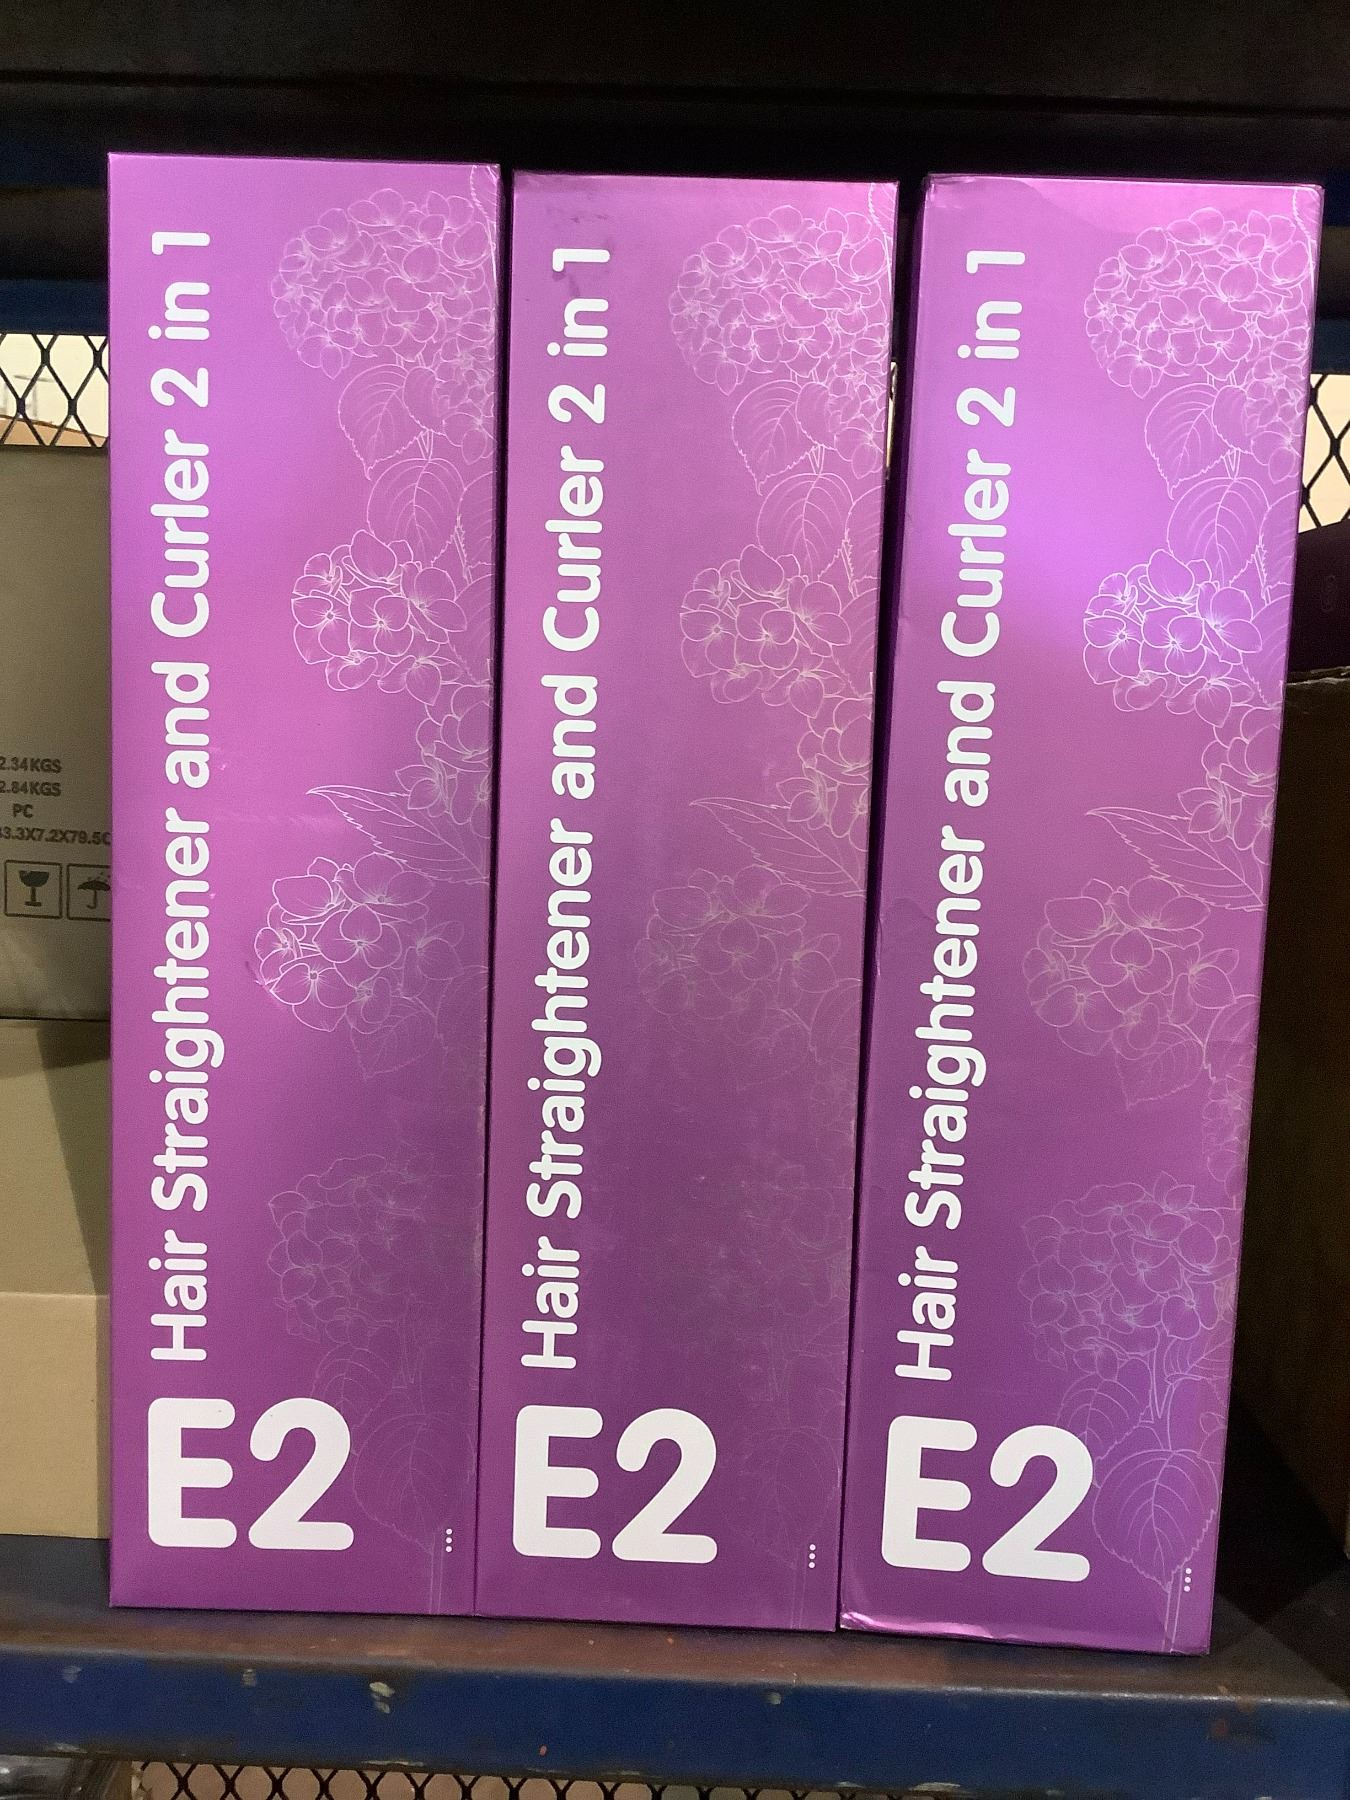 2.34KGS
2.84KGS
PC
Hair Straightener and Curler 2 in 1
E2
Hair Straightener and Curler 2 in 1
E2
Hair Straightener and Curler 2 in 1
E2